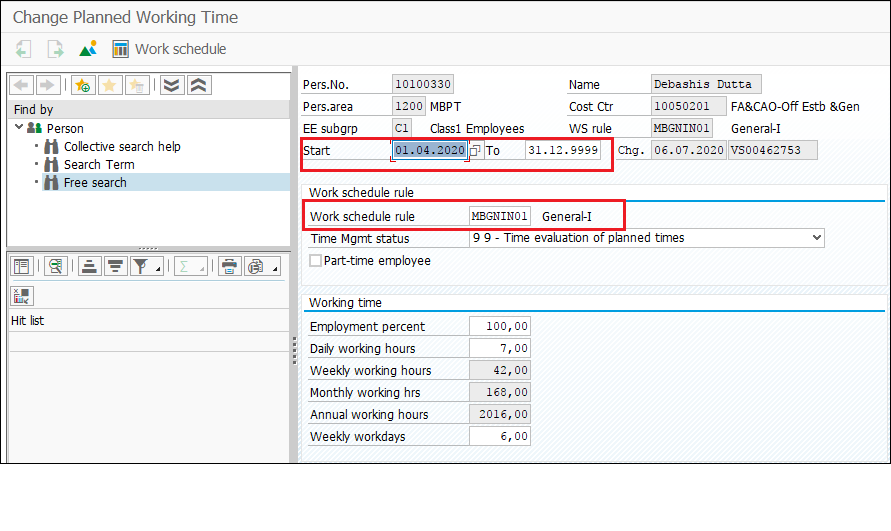 Change Planned Working Time
Work schedule
Find by
Person
Collective search help
Search Term
Free search
Hit list
Pers.No. 10100330 Name Debashis Dutta
Pers.area 1200 MBPT Cost Ctr 10050201 FA&CAO-Off Estb &Gen
EE subgrp C1 Class1 Employees WS rule MBGNIN01 General-I
Start 01.04.2020 To 31.12.9999 Chg. 06.07.2020 VS00462753
Work schedule rule
Work schedule rule MBGNIN01 General-I
Time Mgmt status 9 9 - Time evaluation of planned times
Part-time employee
Working time
Employment percent 100,00
Daily working hours 7,00
Weekly working hours 42,00
Monthly working hrs 168,00
Annual working hours 2016,00
Weekly workdays 6,00